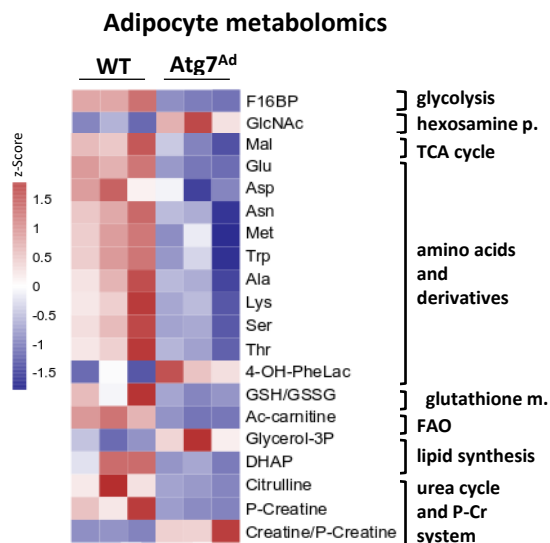 Adipocyte metabolomics
WT Atg7Ad
z-Score
1.5
1
0.5
0
-0.5
-1
-1.5
F16BP
GlcNAc
Mal
Glu
Asp
Asn
Met
Trp
Ala
Lys
Ser
Thr
4-OH-PheLac
GSH/GSSG
Ac-carnitine
Glycerol-3P
DHAP
Citrulline
P-Creatine
Creatine/P-Creatine
glycolysis
hexosamine p.
TCA cycle
amino acids
and
derivatives
glutathione m.
FAO
lipid synthesis
urea cycle
and P-Cr
system